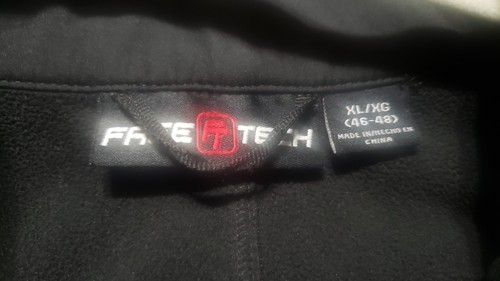 FREE FT TECH
XL/XG
(46-48)
MADE IN/HECHO EN
CHINA